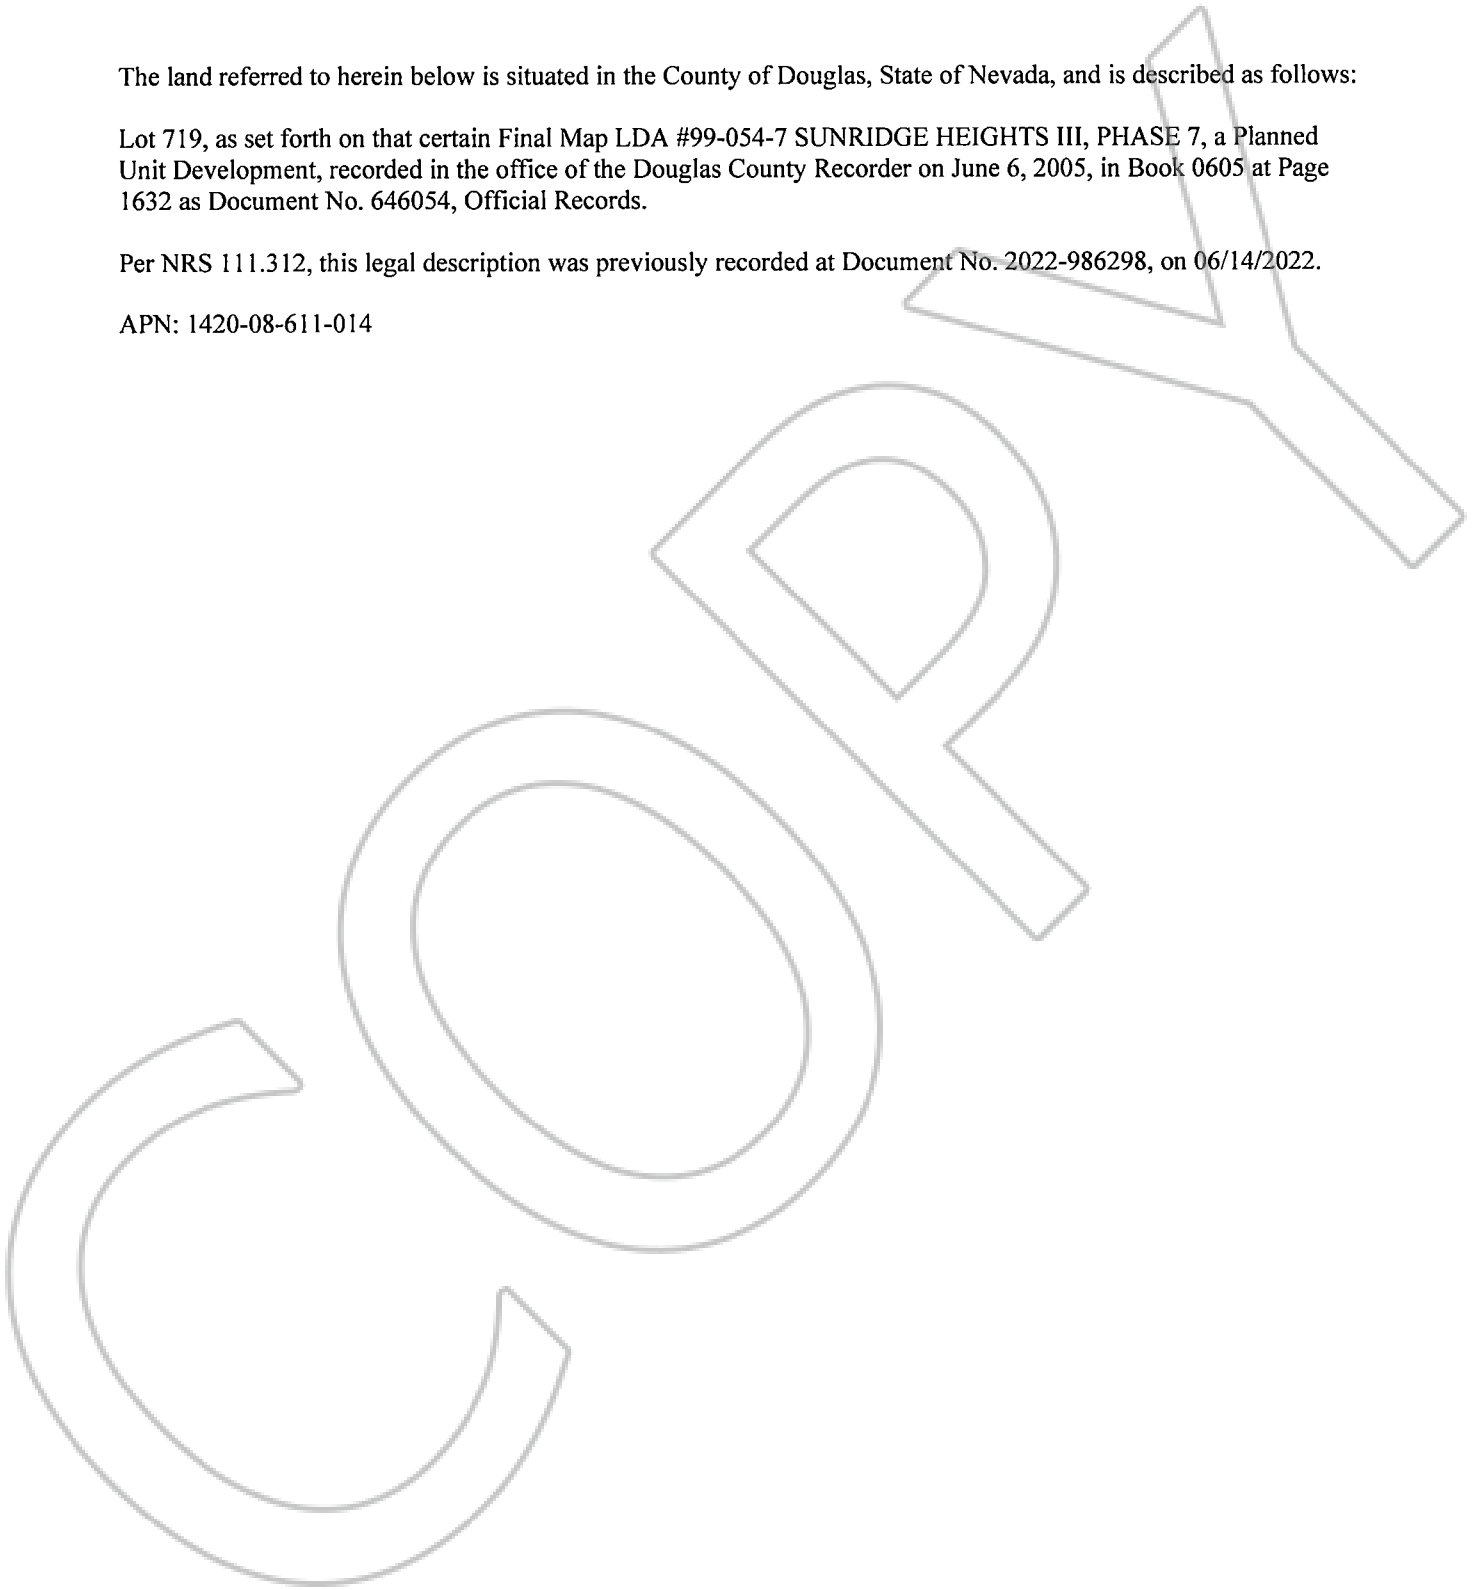 The land referred to herein below is situated in the County of Douglas, State of Nevada, and is described as follows:
Lot 719, as set forth on that certain Final Map LDA #99-054-7 SUNRIDGE HEIGHTS III, PHASE 7, a Planned
Unit Development, recorded in the office of the Douglas County Recorder on June 6, 2005, in Book 0605 at Page
1632 as Document No. 646054, Official Records.
Per NRS 111.312, this legal description was previously recorded at Document No. 2022-986298, on 06/14/2022.
APN: 1420-08-611-014
COPY